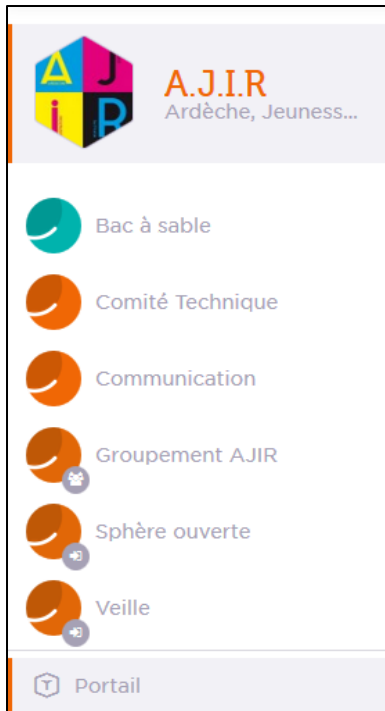 A J
i R
A.J.I.R
Ardèche, Jeuness...
Bac à sable
Comité Technique
Communication
Groupement AJIR
Sphère ouverte
Veille
T Portail